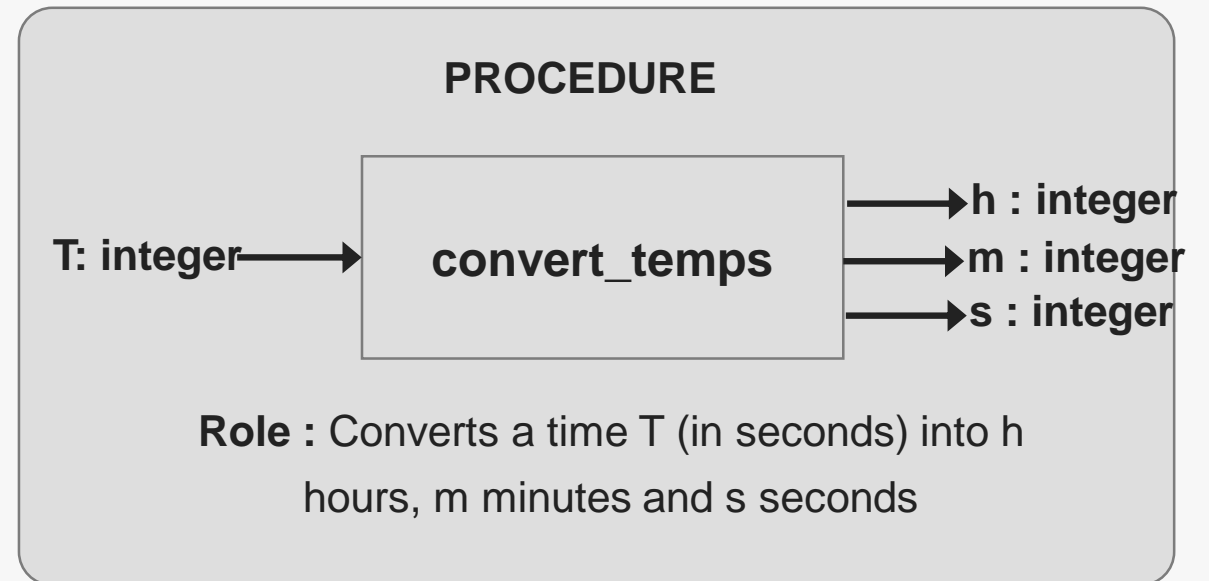 PROCEDURE
T: integer
convert_temps
h : integer
m : integer
s : integer
Role : Converts a time T (in seconds) into h
hours, m minutes and s seconds